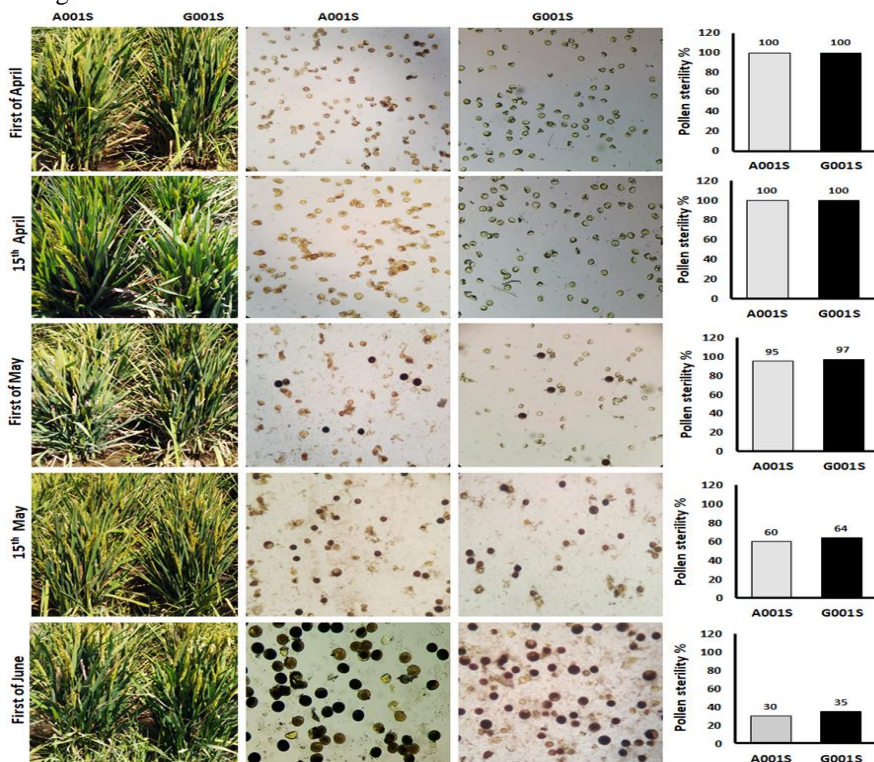 A001S G001S A001S G001S
First of April
Pollen sterility %
120
100
80
60
40
20
0
100 100
A001S G001S
15th April
Pollen sterility %
120
100
80
60
40
20
0
100 100
A001S G001S
First of May
Pollen sterility %
120
100
80
60
40
20
0
95 97
A001S G001S
15th May
Pollen sterility %
120
100
80
60
40
20
0
60 64
A001S G001S
First of June
Pollen sterility %
120
100
80
60
40
20
0
30 35
A001S G001S